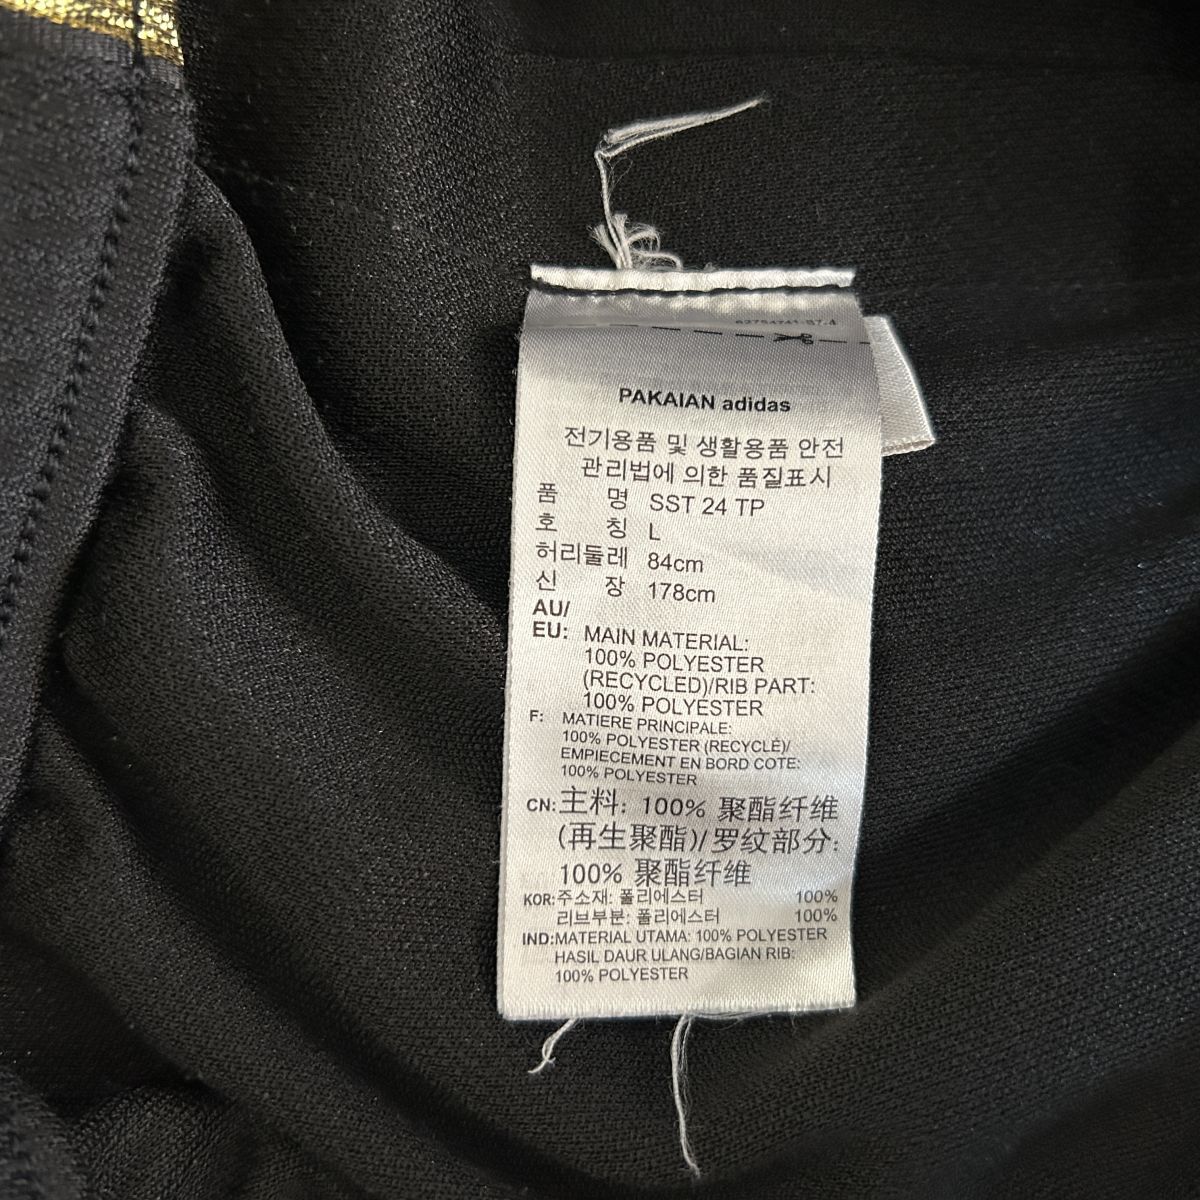 PAKAIAN adidas
전기용품 및 생활용품 안전
관리법에 의한 품질표시
품 명 SST 24 TP
호 칭 L
허리둘레 84cm
신 장 178cm
AU/
EU: MAIN MATERIAL:
100% POLYESTER
(RECYCLED)/RIB PART:
100% POLYESTER
F: MATIERE PRINCIPALE:
100% POLYESTER (RECYCLÉ)/
EMPIECEMENT EN BORD COTE:
100% POLYESTER
CN: 主料: 100% 聚酯纤维
(再生聚酯)/罗纹部分:
100% 聚酯纤维
KOR: 주소재: 폴리에스터 100%
리브부분: 폴리에스터 100%
IND: MATERIAL UTAMA: 100% POLYESTER
HASIL DAUR ULANG/BAGIAN RIB:
100% POLYESTER